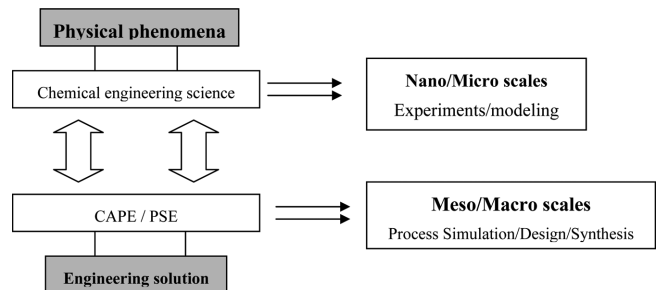 Physical phenomena
Chemical engineering science
Nano/Micro scales
Experiments/modeling
CAPE / PSE
Meso/Macro scales
Process Simulation/Design/Synthesis
Engineering solution